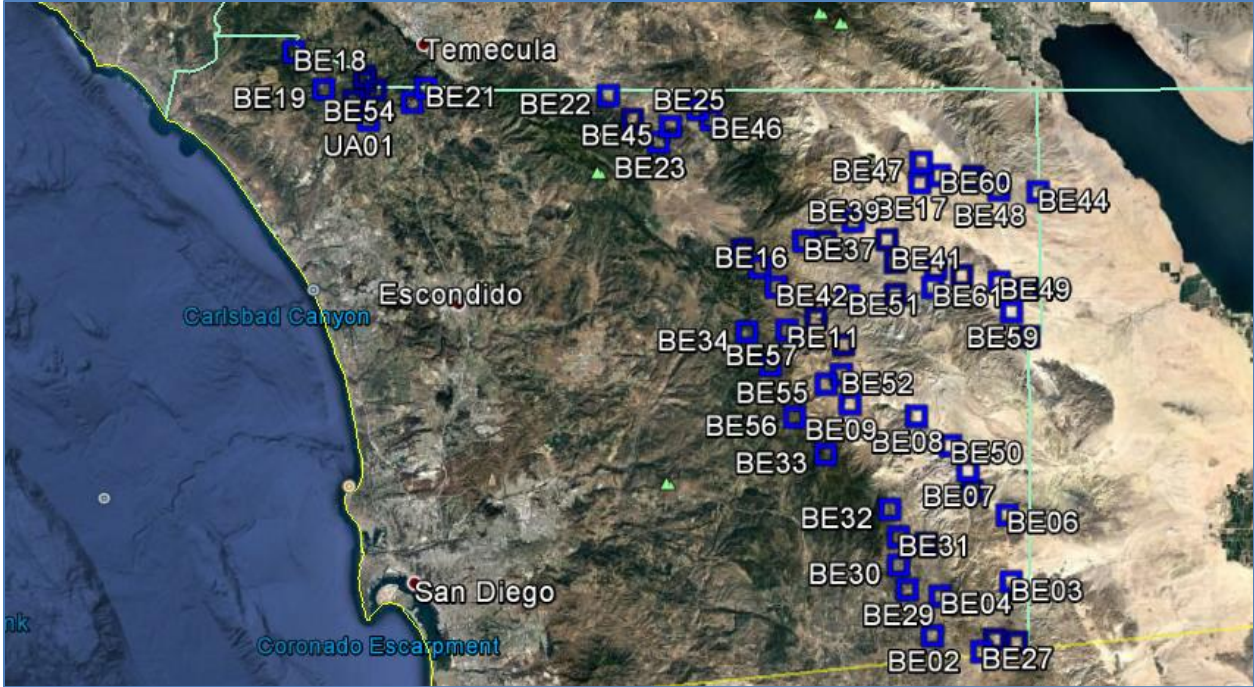 Temecula
BE18
BE19
BE21
BE54
UA01
BE22
BE25
BE45
BE46
BE23
BE47
BE60
BE48
BE44
BE39
BE17
BE37
BE16
BE41
BE42
BE51
BE61
BE49
Escondido
Carlsbad Canyon
BE34
BE11
BE59
BE57
BE55
BE52
BE56
BE09
BE08
BE50
BE33
BE07
BE32
BE06
BE31
BE30
San Diego
BE29
BE04
BE03
nk
Coronado Escarpment
BE02
BE27